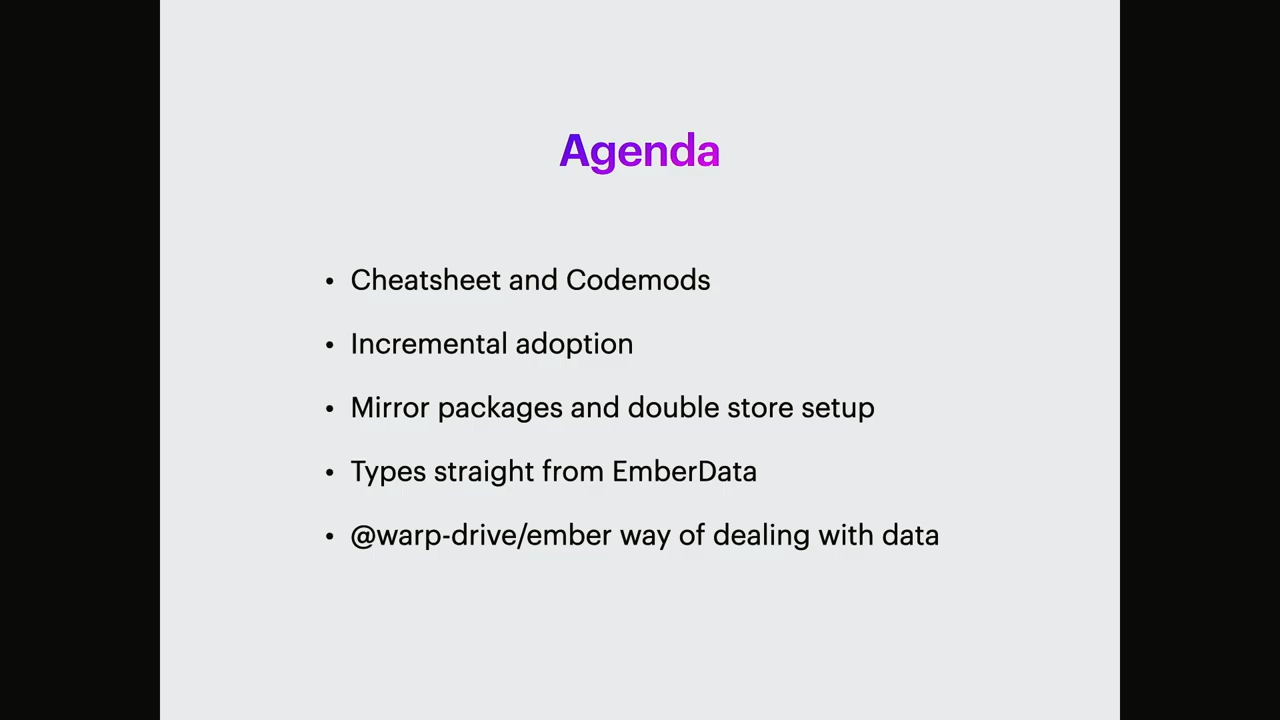 Agenda
• Cheatsheet and Codemods
• Incremental adoption
• Mirror packages and double store setup
• Types straight from EmberData
• @warp-drive/ember way of dealing with data